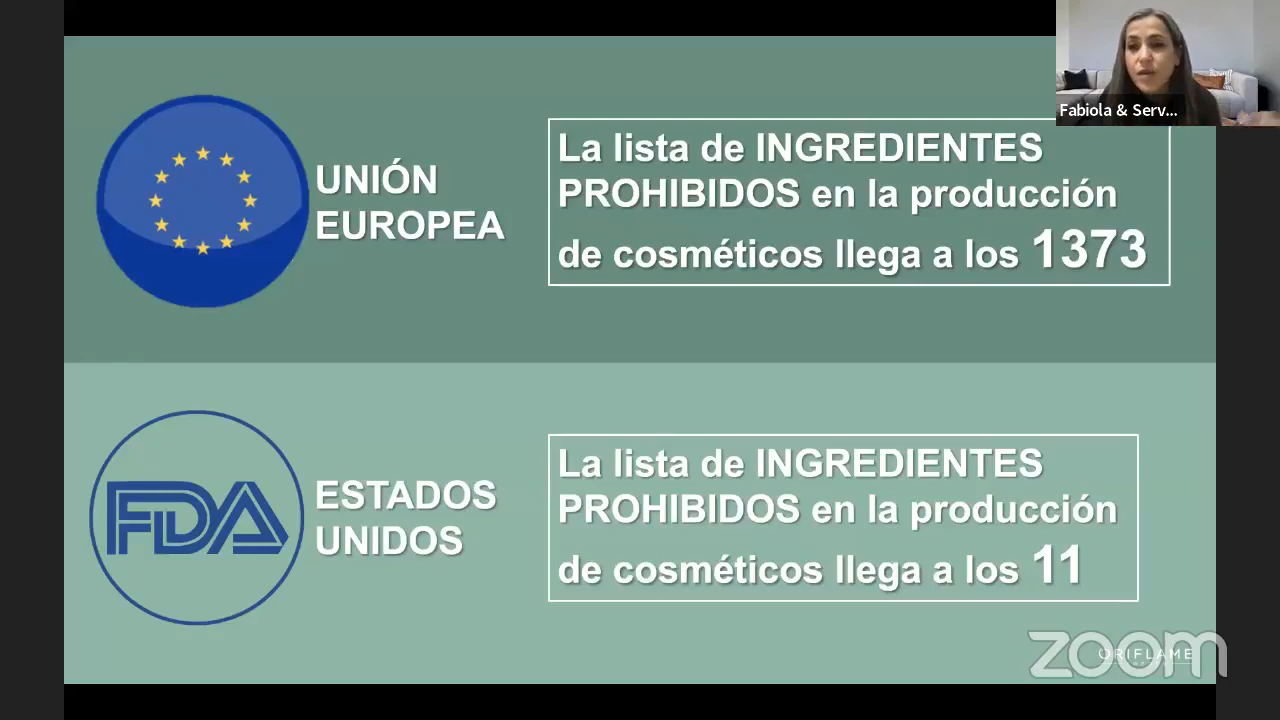 Fabiola & Serv...
UNIÓN
EUROPEA
La lista de INGREDIENTES
PROHIBIDOS en la producción
de cosméticos llega a los 1373
FDA
ESTADOS
UNIDOS
La lista de INGREDIENTES
PROHIBIDOS en la producción
de cosméticos llega a los 11
zoom
ORIFLAME